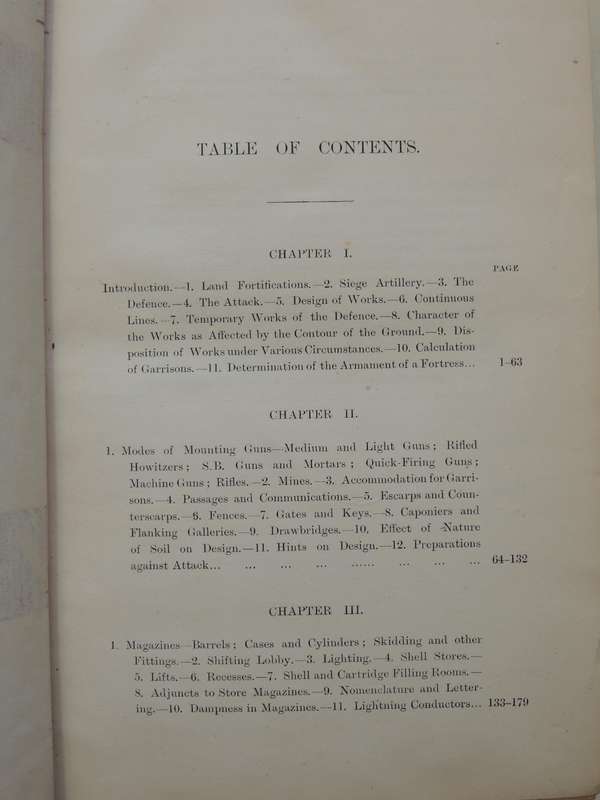 TABLE OF CONTENTS.
CHAPTER I.
PAGE
Introduction.—1. Land Fortifications.—2. Siege Artillery.—3. The
Defence.—4. The Attack.—5. Design of Works.—6. Continuous
Lines.—7. Temporary Works of the Defence.—8. Character of
the Works as Affected by the Contour of the Ground.—9. Dis-
position of Works under Various Circumstances.—10. Calculation
of Garrisons.—11. Determination of the Armament of a Fortress... 1–63
CHAPTER II.
1. Modes of Mounting Guns—Medium and Light Guns; Rifled
Howitzers; S.B. Guns and Mortars; Quick-Firing Guns;
Machine Guns; Rifles.—2. Mines.—3. Accommodation for Garri-
sons.—4. Passages and Communications.—5. Escarps and Coun-
terscarps.—6. Fences.—7. Gates and Keys.—8. Caponiers and
Flanking Galleries.—9. Drawbridges.—10. Effect of Nature
of Soil on Design.—11. Hints on Design.—12. Preparations
against Attack... ... ... ... ...... ... ... ... 64–132
CHAPTER III.
1. Magazines—Barrels; Cases and Cylinders; Skidding and other
Fittings.—2. Shifting Lobby.—3. Lighting.—4. Shell Stores.—
5. Lifts.—6. Recesses.—7. Shell and Cartridge Filling Rooms.—
8. Adjuncts to Store Magazines.—9. Nomenclature and Letter-
ing.—10. Dampness in Magazines.—11. Lightning Conductors... 133–179